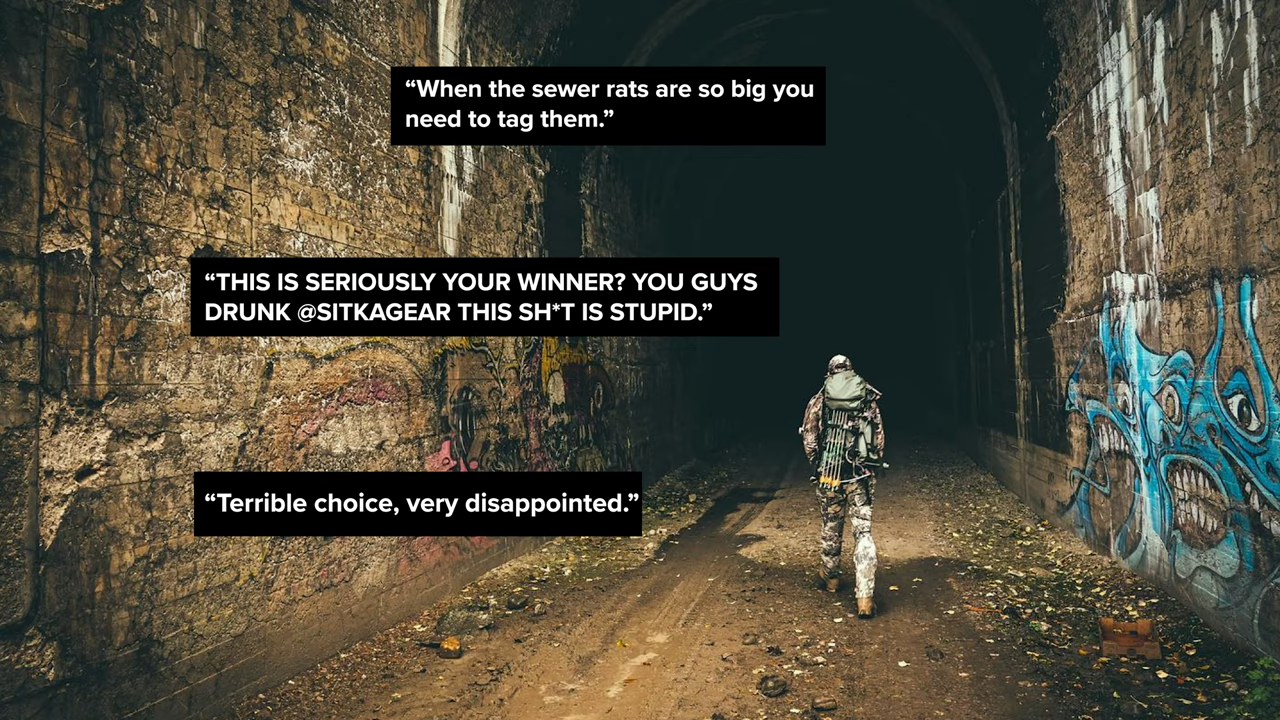 “When the sewer rats are so big you
need to tag them.”
“THIS IS SERIOUSLY YOUR WINNER? YOU GUYS
DRUNK @SITKAGEAR THIS SH*T IS STUPID.”
“Terrible choice, very disappointed.”